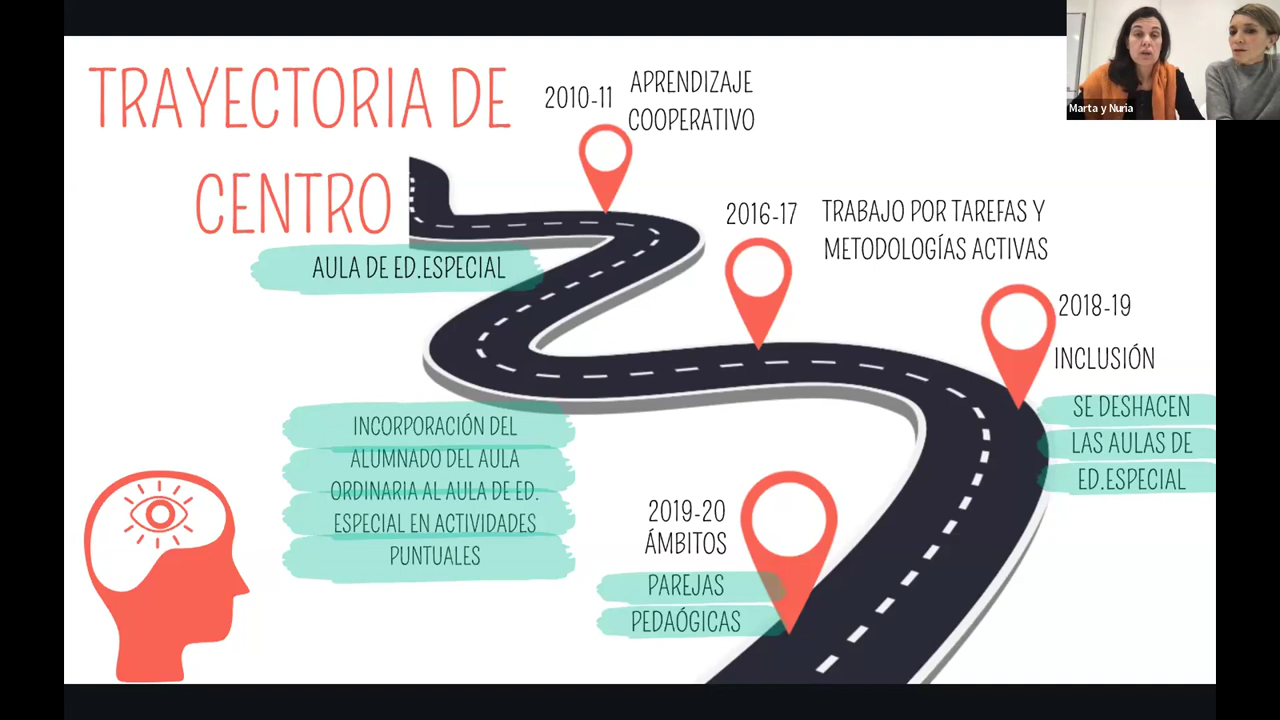 TRAYECTORIA DE
CENTRO
AULA DE ED.ESPECIAL
2010-11
APRENDIZAJE
COOPERATIVO
2016-17
TRABAJO POR TAREFAS Y
METODOLOGÍAS ACTIVAS
2018-19
INCLUSIÓN
SE DESHACEN
LAS AULAS DE
ED.ESPECIAL
INCORPORACIÓN DEL
ALUMNADO DEL AULA
ORDINARIA AL AULA DE ED.
ESPECIAL EN ACTIVIDADES
PUNTUALES
2019-20
ÁMBITOS
PAREJAS
PEDAÓGICAS
Marta y Nuria